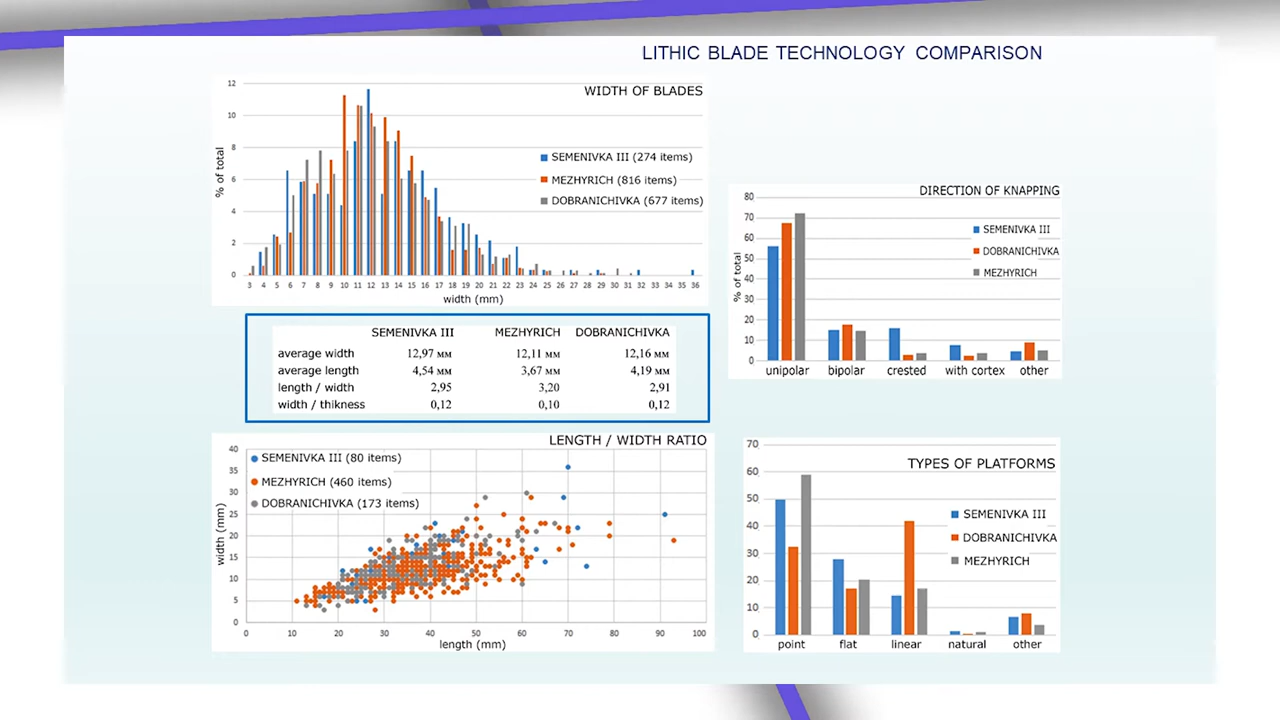 LITHIC BLADE TECHNOLOGY COMPARISON
WIDTH OF BLADES
% of total
12
10
8
6
4
2
0
SEMENIVKA III (274 items)
MEZHYRICH (816 items)
DOBRANICHIVKA (677 items)
3 4 5 6 7 8 9 10 11 12 13 14 15 16 17 18 19 20 21 22 23 24 25 26 27 28 29 30 31 32 33 34 35 36
width (mm)
SEMENIVKA III MEZHYRICH DOBRANICHIVKA
average width 12,97 мм 12,11 мм 12,16 мм
average length 4,54 мм 3,67 мм 4,19 мм
length / width 2,95 3,20 2,91
width / thikness 0,12 0,10 0,12
LENGTH / WIDTH RATIO
width (mm)
40
35
30
25
20
15
10
5
0
SEMENIVKA III (80 items)
MEZHYRICH (460 items)
DOBRANICHIVKA (173 items)
0 10 20 30 40 50 60 70 80 90 100
length (mm)
DIRECTION OF KNAPPING
% of total
80
70
60
50
40
30
20
10
0
SEMENIVKA III
DOBRANICHIVKA
MEZHYRICH
unipolar bipolar crested with cortex other
TYPES OF PLATFORMS
70
60
50
40
30
20
10
0
SEMENIVKA III
DOBRANICHIVKA
MEZHYRICH
point flat linear natural other